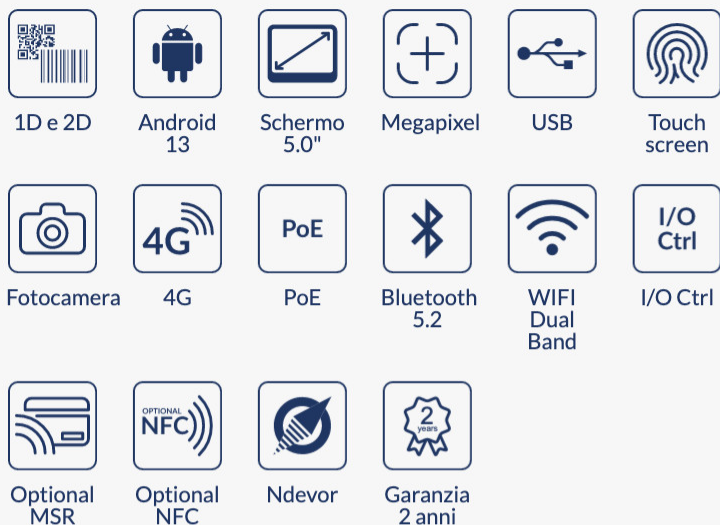 1D e 2D
Android
13
Schermo
5.0"
Megapixel
USB
Touch
screen
4G
PoE
I/O
Ctrl
Fotocamera
4G
PoE
Bluetooth
5.2
WIFI
Dual
Band
I/O Ctrl
OPTIONAL
NFC
2
years
Optional
MSR
Optional
NFC
Ndevor
Garanzia
2 anni